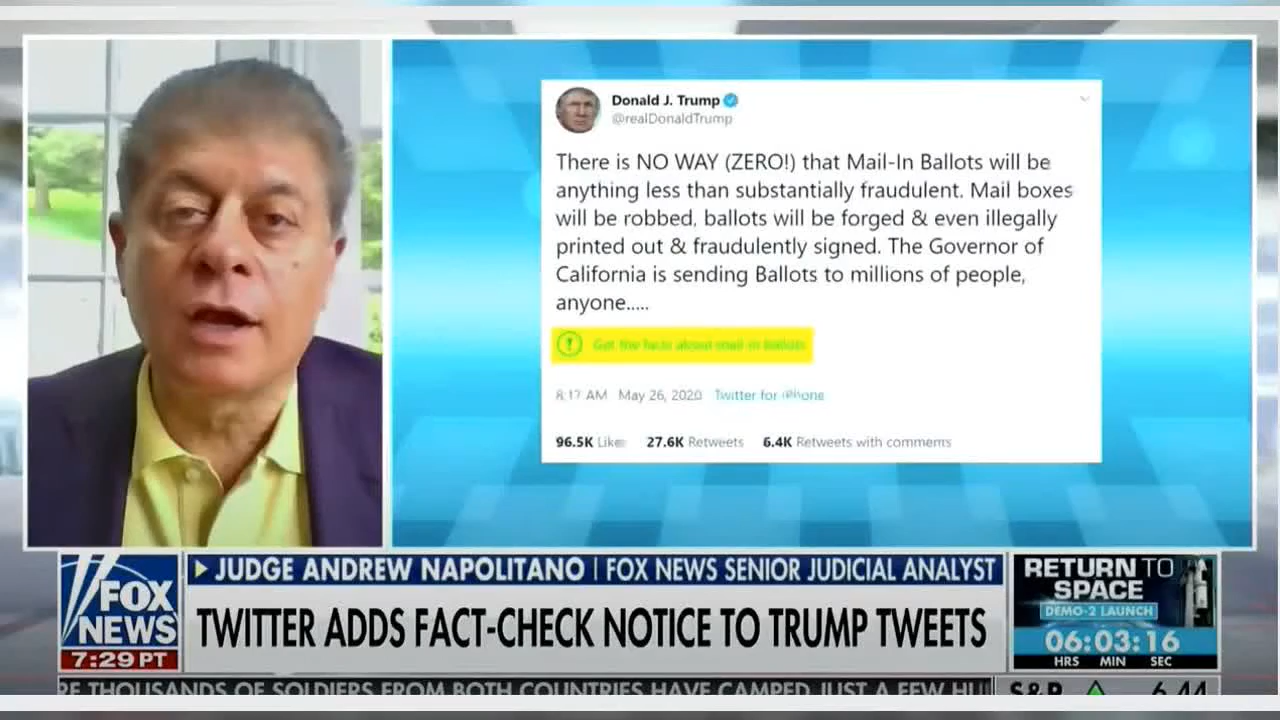 Donald J. Trump
@realDonaldTrump
There is NO WAY (ZERO!) that Mail-In Ballots will be
anything less than substantially fraudulent. Mail boxes
will be robbed, ballots will be forged & even illegally
printed out & fraudulently signed. The Governor of
California is sending Ballots to millions of people,
anyone.....
Get the facts about mail-in ballots
8:17 AM May 26, 2020 Twitter for iPhone
96.5K Likes 27.6K Retweets 6.4K Retweets with comments
JUDGE ANDREW NAPOLITANO | FOX NEWS SENIOR JUDICIAL ANALYST
TWITTER ADDS FACT-CHECK NOTICE TO TRUMP TWEETS
FOX
NEWS
7:29 PT
RETURN TO
SPACE
DEMO-2 LAUNCH
06:03:16
HRS MIN SEC
THOUSANDS OF SOLDIERS FROM BOTH COUNTRIES HAVE CAMPED JUST A FEW
S&P 6.44